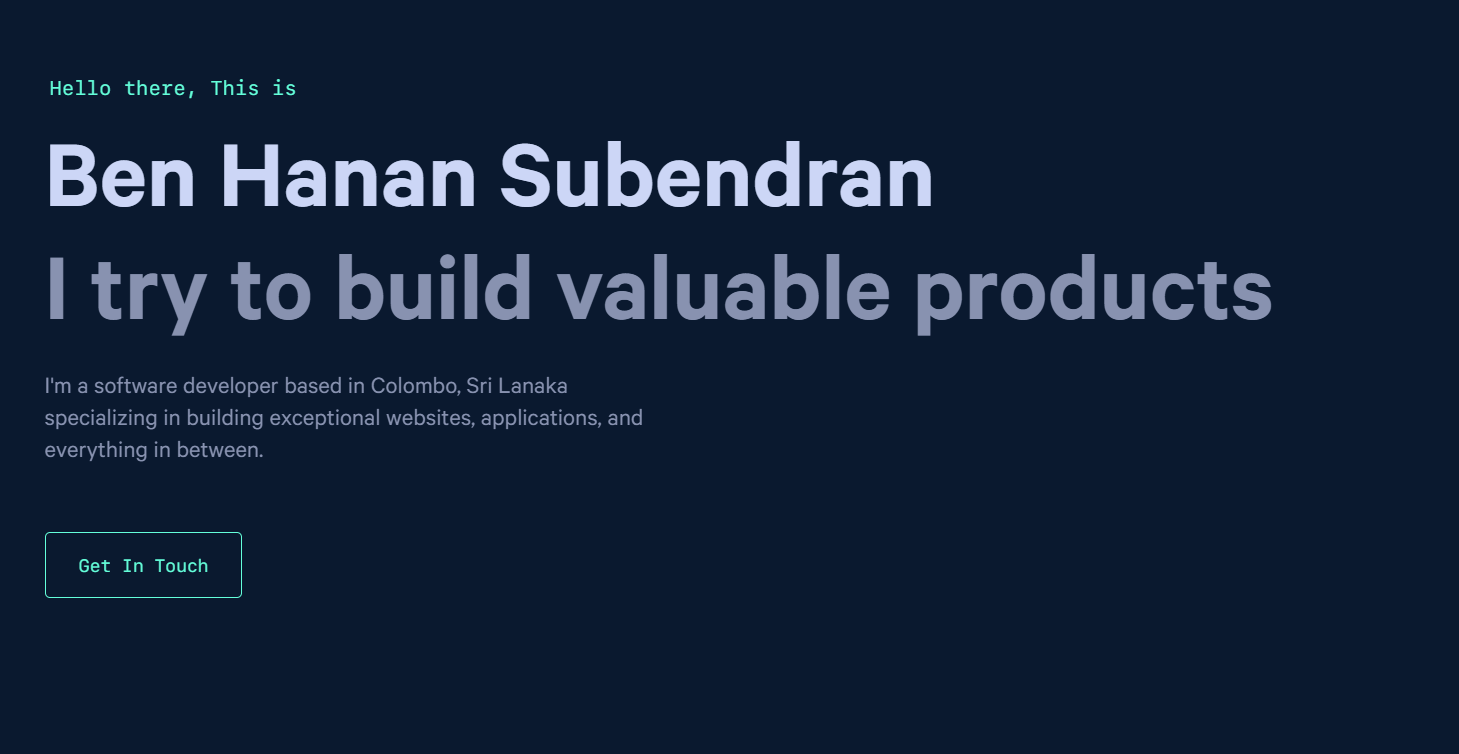 Hello there, This is
Ben Hanan Subendran
I try to build valuable products
I'm a software developer based in Colombo, Sri Lanaka
specializing in building exceptional websites, applications, and
everything in between.
Get In Touch